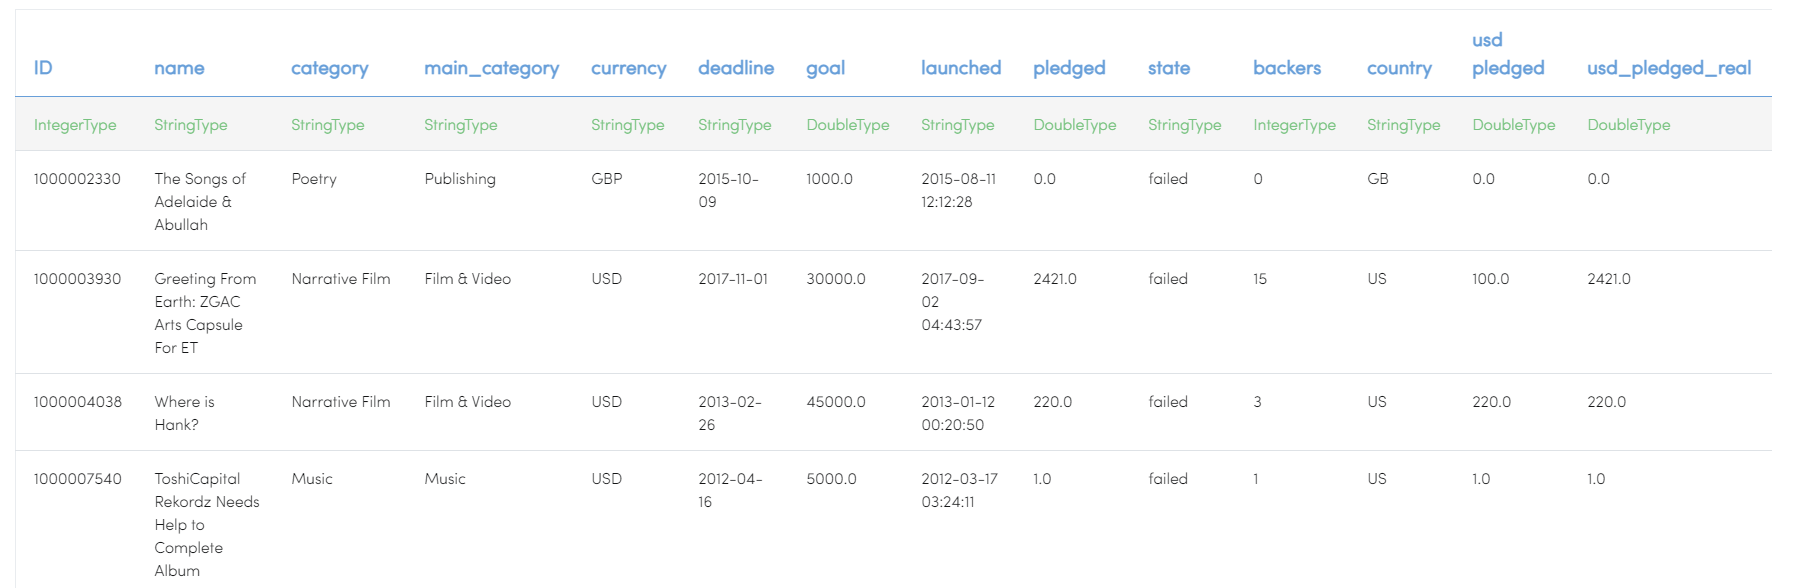 ID name category main_category currency deadline goal launched pledged state backers country usd pledged usd_pledged_real
IntegerType StringType StringType StringType StringType StringType DoubleType StringType DoubleType StringType IntegerType StringType DoubleType DoubleType
1000002330 The Songs of Poetry Publishing GBP 2015-10- 1000.0 2015-08-11 0.0 failed 0 GB 0.0 0.0
Adelaide & 09 12:12:28
Abullah
1000003930 Greeting From Narrative Film Film & Video USD 2017-11-01 30000.0 2017-09- 2421.0 failed 15 US 100.0 2421.0
Earth: ZGAC 02
Arts Capsule 04:43:57
For ET
1000004038 Where is Narrative Film Film & Video USD 2013-02- 45000.0 2013-01-12 220.0 failed 3 US 220.0 220.0
Hank? 26 00:20:50
1000007540 ToshiCapital Music Music USD 2012-04- 5000.0 2012-03-17 1.0 failed 1 US 1.0 1.0
Rekordz Needs 16 03:24:11
Help to
Complete
Album